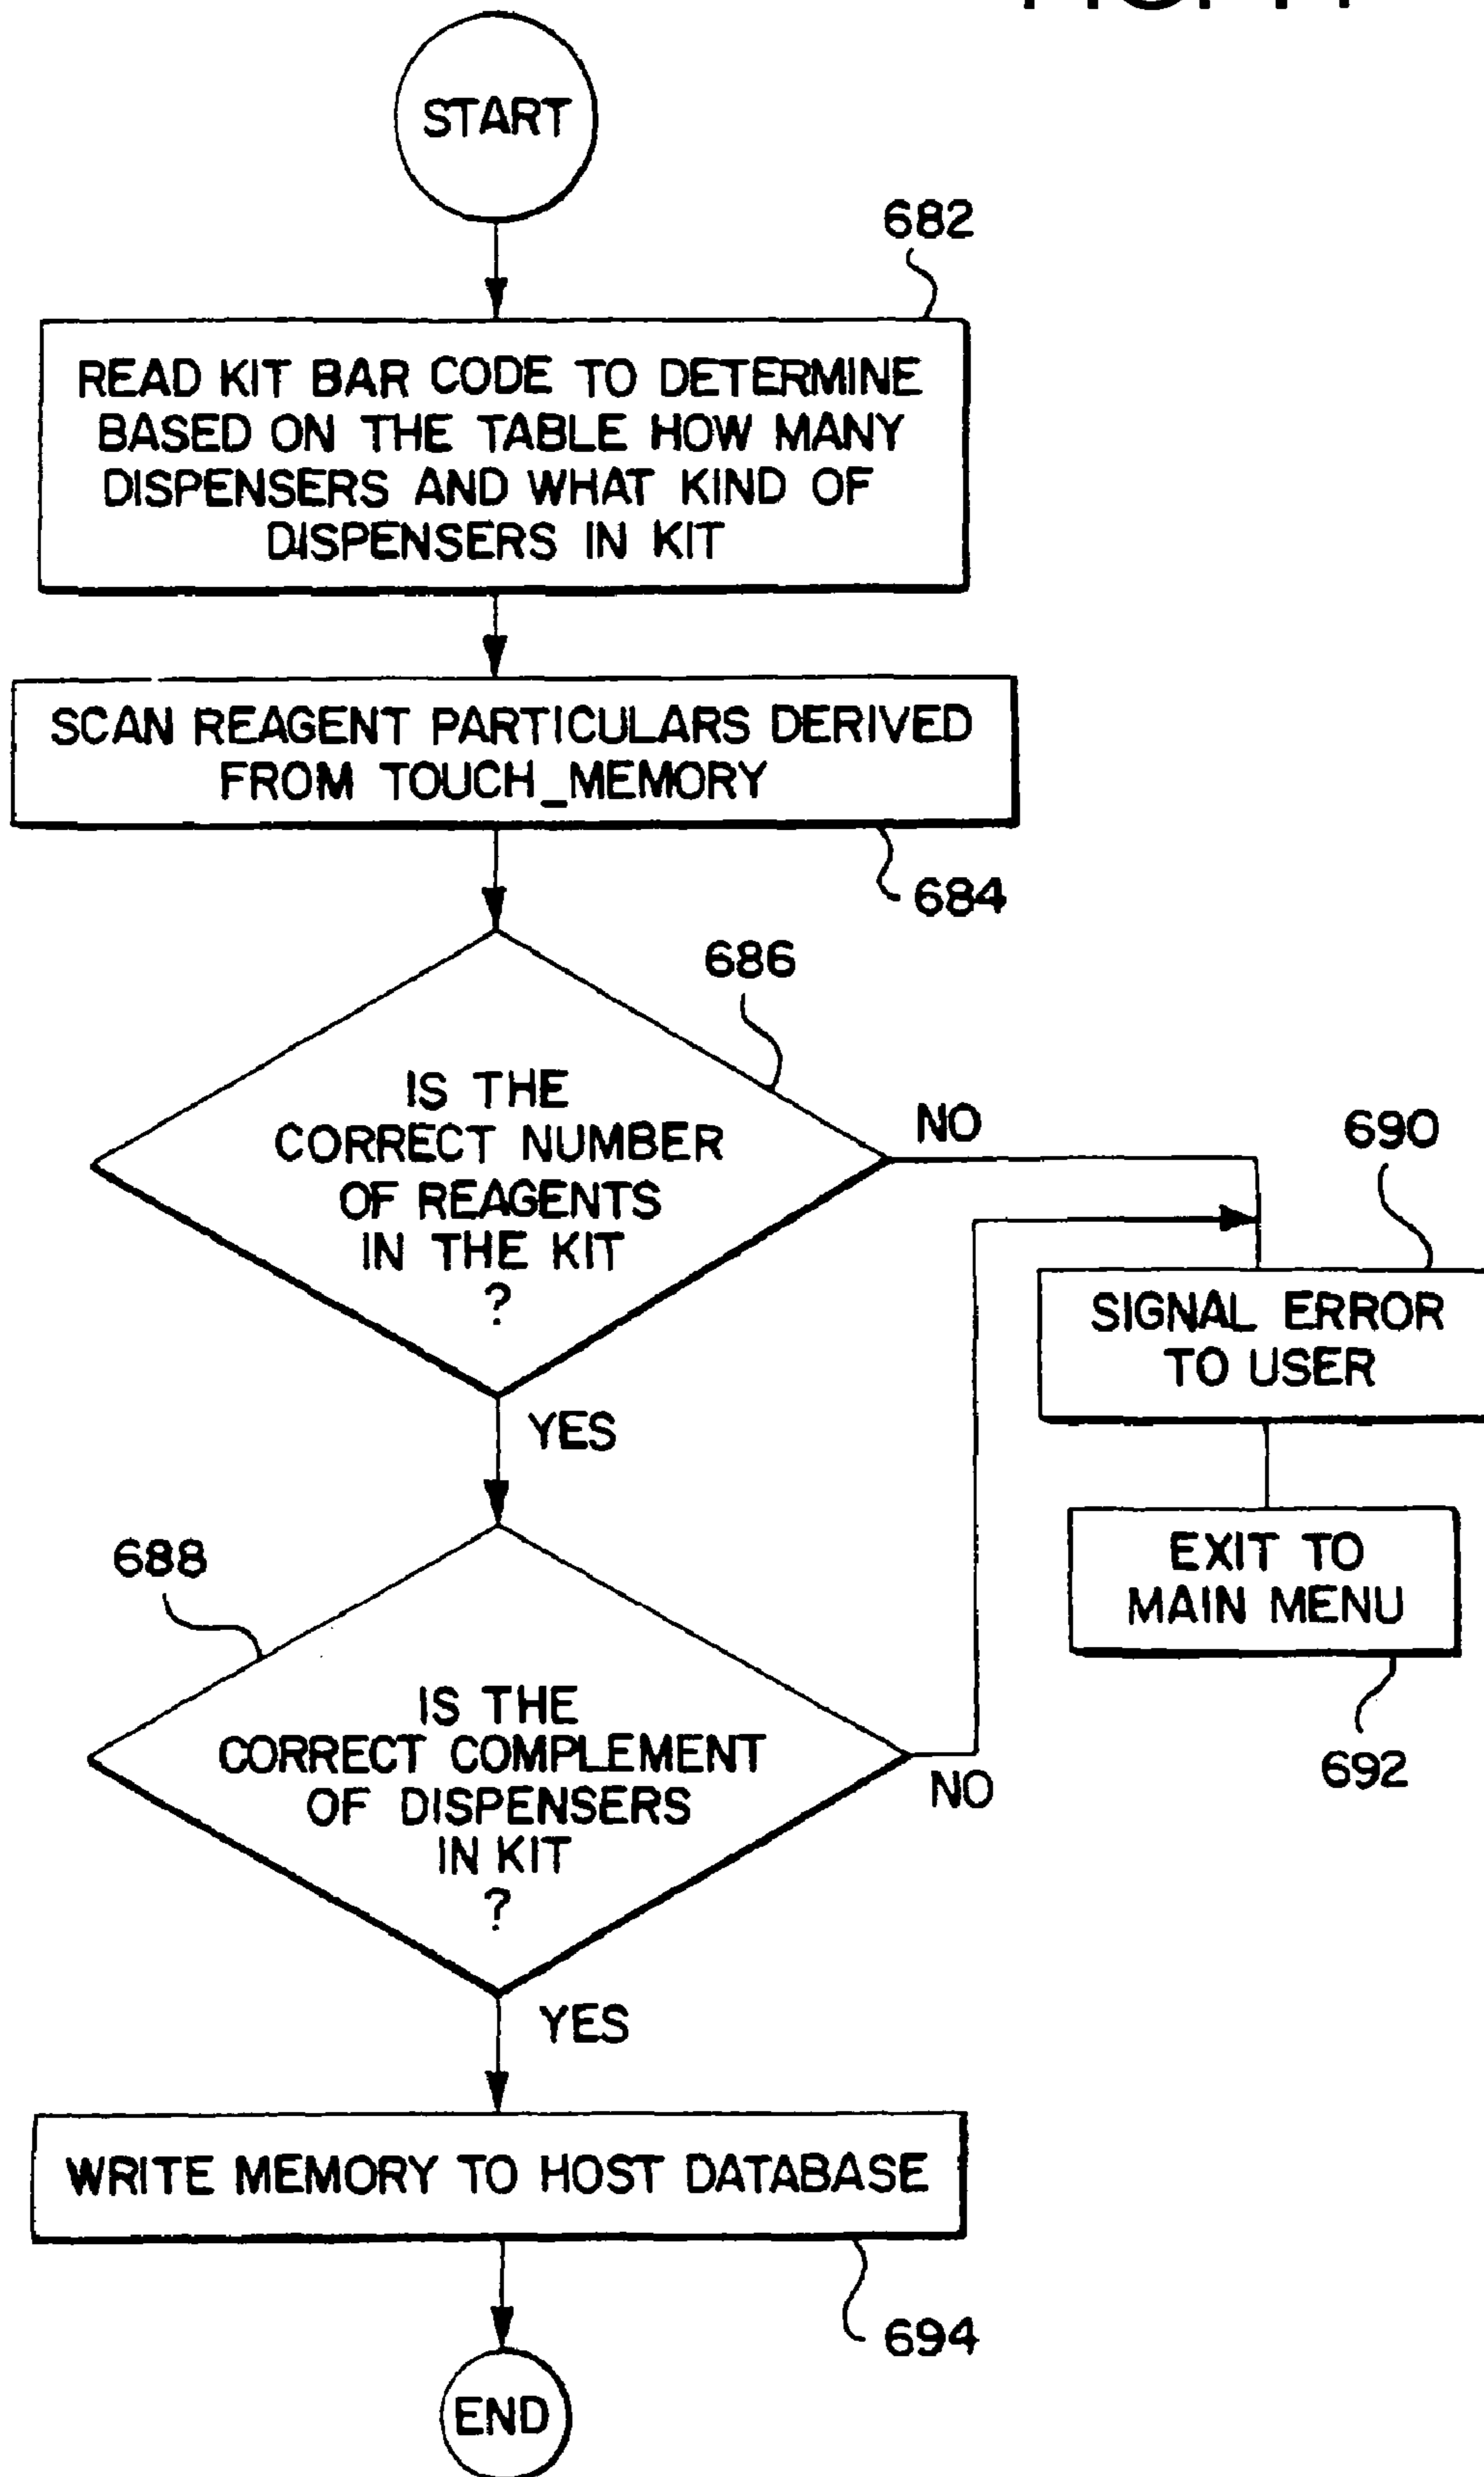 START
682
READ KIT BAR CODE TO DETERMINE
BASED ON THE TABLE HOW MANY
DISPENSERS AND WHAT KIND OF
DISPENSERS IN KIT
SCAN REAGENT PARTICULARS DERIVED
FROM TOUCH_MEMORY
684
686
IS THE
CORRECT NUMBER
OF REAGENTS
IN THE KIT
?
NO
690
SIGNAL ERROR
TO USER
YES
EXIT TO
MAIN MENU
692
688
IS THE
CORRECT COMPLEMENT
OF DISPENSERS
IN KIT
?
NO
YES
WRITE MEMORY TO HOST DATABASE
694
END